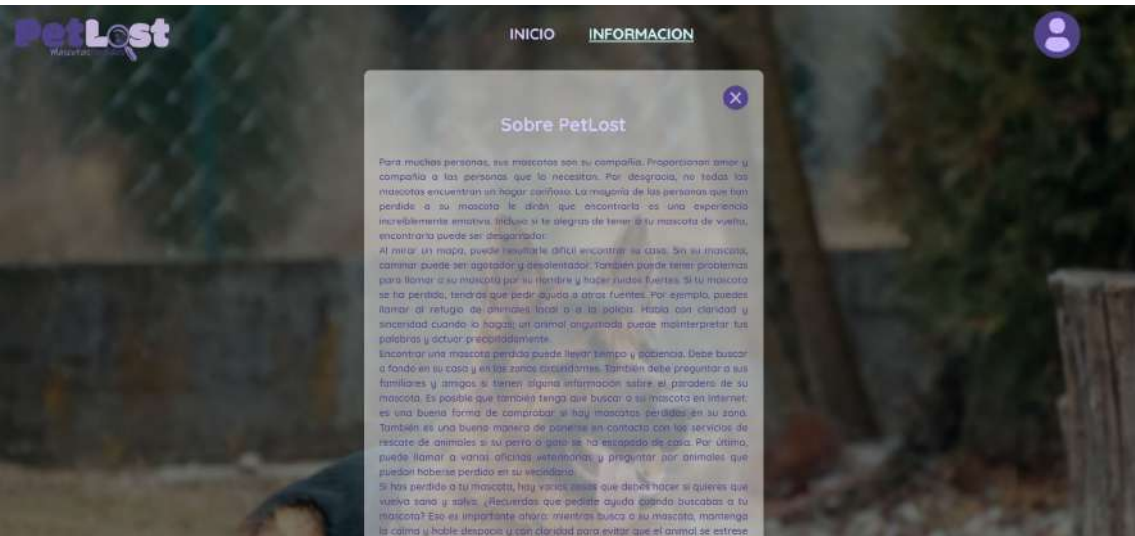 PetLost
Mascotas
INICIO
INFORMACION
Sobre PetLost
Para muchas personas, sus mascotas son su compañía. Proporcionan amor y
compañía a las personas que lo necesitan. Por desgracia, no todas las
mascotas encuentran un hogar cariñoso. La mayoría de las personas que han
perdido a su mascota le dirán que encontrarla es una experiencia
increíblemente emotiva. Incluso si te alegras de tener a tu mascota de vuelta,
encontrarla puede ser desgarrador.
Al mirar un mapa, puede resultarle difícil encontrar su casa. Sin su mascota,
caminar puede ser agotador y desalentador. También puede tener problemas
para llamar a su mascota por su nombre y hacer ruidos fuertes. Si tu mascota
se ha perdido, tendrás que pedir ayuda a otras fuentes. Por ejemplo, puedes
llamar al refugio de animales local o a la policía. Habla con claridad y
sinceridad cuando lo hagas; un animal angustiado puede malinterpretar tus
palabras y actuar precipitadamente.
Encontrar una mascota perdida puede llevar tiempo y paciencia. Debe buscar
a fondo en su casa y en las zonas circundantes. También debe preguntar a sus
familiares y amigos si tienen alguna información sobre el paradero de su
mascota. Es posible que también tenga que buscar a su mascota en Internet;
es una buena forma de comprobar si hay mascotas perdidas en su zona.
También es una buena manera de ponerse en contacto con los servicios de
rescate de animales si su perro o gato se ha escapado de casa. Por último,
puede llamar a varias oficinas veterinarias y preguntar por animales que
puedan haberse perdido en su vecindario.
Si has perdido a tu mascota, hay varias cosas que debes hacer si quieres que
vuelva sana y salva. ¿Recuerdas que pediste ayuda cuando buscabas a tu
mascota? Eso es importante ahora: mientras busca a su mascota, mantenga
la calma y hable despacio y con claridad para evitar que el animal se estrese